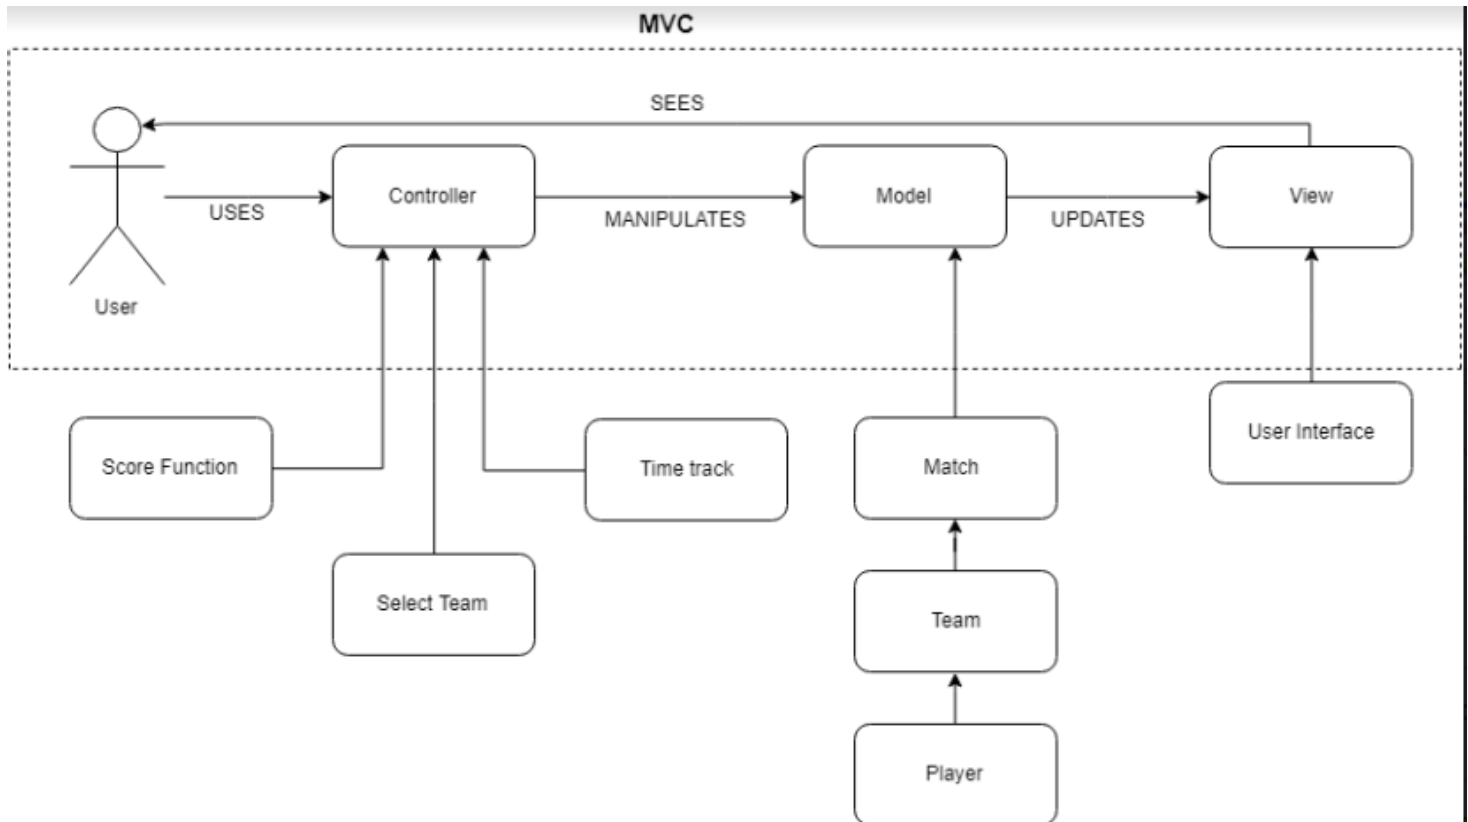 MVC
SEES
Controller
Model
View
USES
MANIPULATES
UPDATES
User
User Interface
Score Function
Time track
Match
Select Team
Team
Player